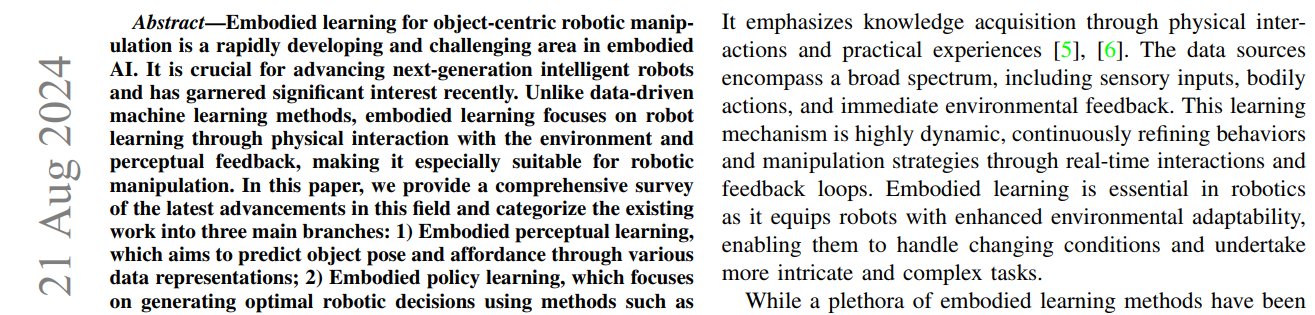 21 Aug 2024
Abstract—Embodied learning for object-centric robotic manip-
ulation is a rapidly developing and challenging area in embodied
AI. It is crucial for advancing next-generation intelligent robots
and has garnered significant interest recently. Unlike data-driven
machine learning methods, embodied learning focuses on robot
learning through physical interaction with the environment and
perceptual feedback, making it especially suitable for robotic
manipulation. In this paper, we provide a comprehensive survey
of the latest advancements in this field and categorize the existing
work into three main branches: 1) Embodied perceptual learning,
which aims to predict object pose and affordance through various
data representations; 2) Embodied policy learning, which focuses
on generating optimal robotic decisions using methods such as
It emphasizes knowledge acquisition through physical inter-
actions and practical experiences [5], [6]. The data sources
encompass a broad spectrum, including sensory inputs, bodily
actions, and immediate environmental feedback. This learning
mechanism is highly dynamic, continuously refining behaviors
and manipulation strategies through real-time interactions and
feedback loops. Embodied learning is essential in robotics
as it equips robots with enhanced environmental adaptability,
enabling them to handle changing conditions and undertake
more intricate and complex tasks.
While a plethora of embodied learning methods have been